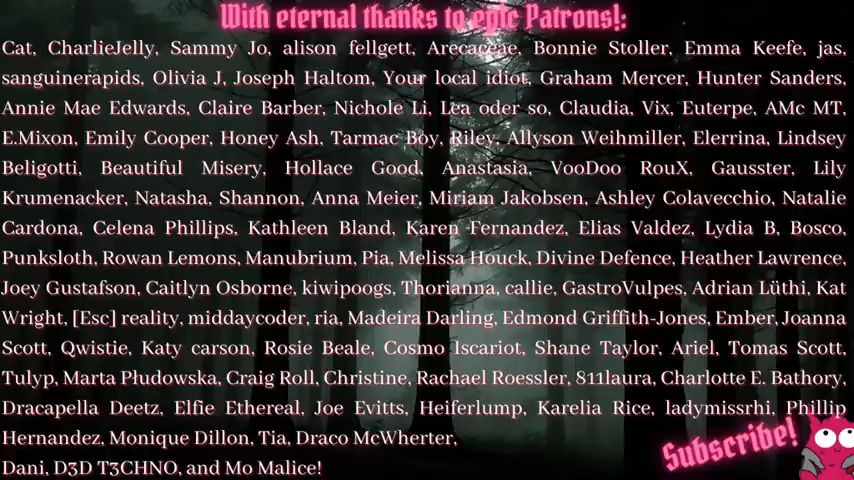 With eternal thanks to epic Patrons!:
Cat, CharlieJelly, Sammy Jo, alison fellgett, Arecaceae, Bonnie Stoller, Emma Keefe, jas,
sanguinerapids, Olivia J, Joseph Haltom, Your local idiot, Graham Mercer, Hunter Sanders,
Annie Mae Edwards, Claire Barber, Nichole Li, Lea oder so, Claudia, Vix, Euterpe, AMc MT,
E.Mixon, Emily Cooper, Honey Ash, Tarmac Boy, Riley, Allyson Weihmiller, Elerrina, Lindsey
Beligotti, Beautiful Misery, Hollace Good, Anastasia, VooDoo RouX, Gausster, Lily
Krumenacker, Natasha, Shannon, Anna Meier, Miriam Jakobsen, Ashley Colavecchio, Natalie
Cardona, Celena Phillips, Kathleen Bland, Karen Fernandez, Elias Valdez, Lydia B, Bosco,
Punksloth, Rowan Lemons, Manubrium, Pia, Melissa Houck, Divine Defence, Heather Lawrence,
Joey Gustafson, Caitlyn Osborne, kiwipoogs, Thorianna, callie, GastroVulpes, Adrian Lüthi, Kat
Wright, [Esc] reality, middaycoder, ria, Madeira Darling, Edmond Griffith-Jones, Ember, Joanna
Scott, Qwistie, Katy carson, Rosie Beale, Cosmo Iscariot, Shane Taylor, Ariel, Tomas Scott,
Tulyp, Marta Płudowska, Craig Roll, Christine, Rachael Roessler, 811laura, Charlotte E. Bathory,
Dracapella Deetz, Elfie Ethereal, Joe Evitts, Heiferlump, Karelia Rice, ladymissrhi, Phillip
Hernandez, Monique Dillon, Tia, Draco McWherter,
Dani, D3D T3CHNO, and Mo Malice!
Subscribe!